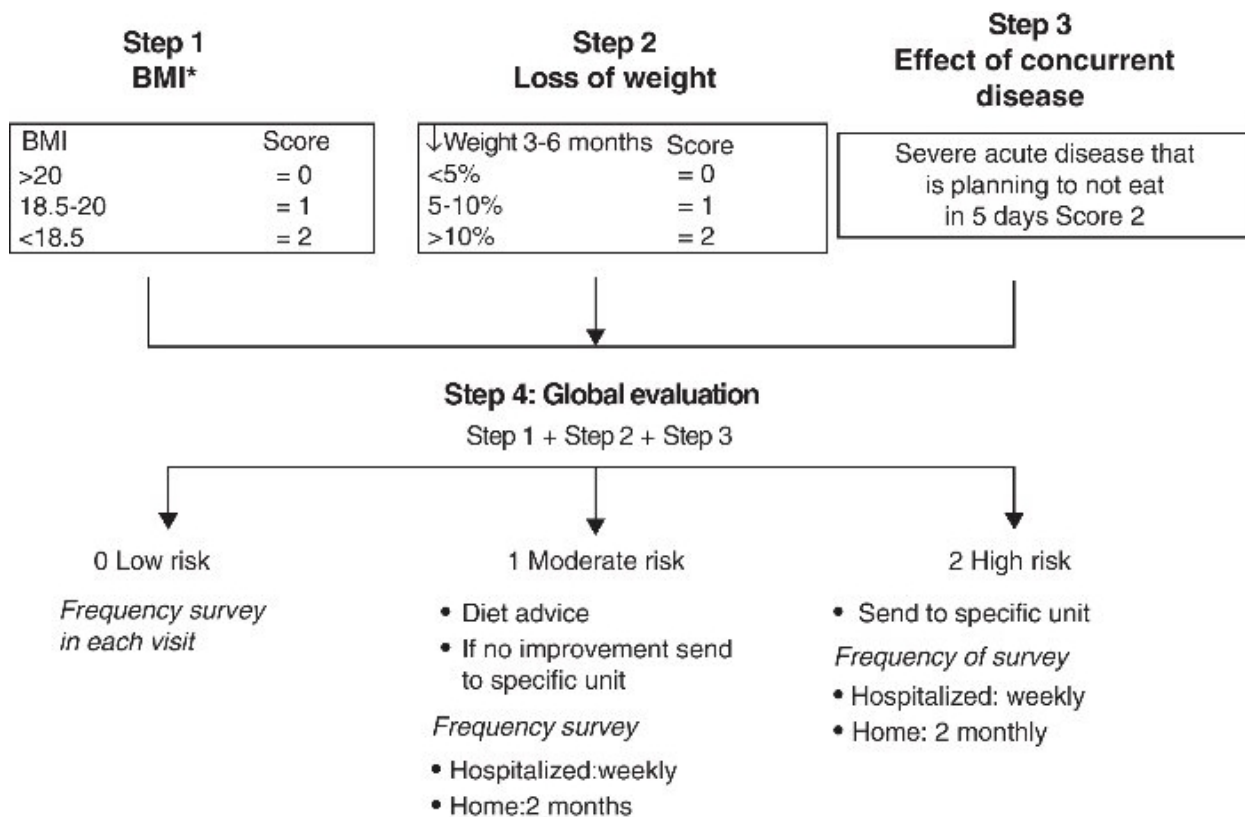 Step 1
BMI*
BMI Score
>20 = 0
18.5-20 = 1
<18.5 = 2
Step 2
Loss of weight
↓Weight 3-6 months Score
<5% = 0
5-10% = 1
>10% = 2
Step 3
Effect of concurrent
disease
Severe acute disease that
is planning to not eat
in 5 days Score 2
Step 4: Global evaluation
Step 1 + Step 2 + Step 3
0 Low risk
Frequency survey
in each visit
1 Moderate risk
• Diet advice
• If no improvement send
to specific unit
Frequency survey
• Hospitalized:weekly
• Home:2 months
2 High risk
• Send to specific unit
Frequency of survey
• Hospitalized: weekly
• Home: 2 monthly